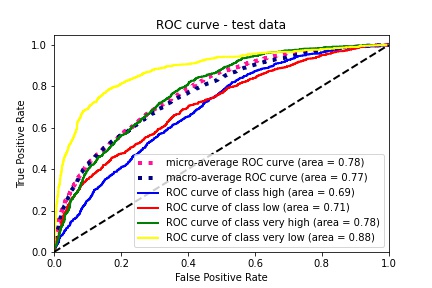 ROC curve - test data
True Positive Rate
1.0
0.8
0.6
0.4
0.2
0.0
micro-average ROC curve (area = 0.78)
macro-average ROC curve (area = 0.77)
ROC curve of class high (area = 0.69)
ROC curve of class low (area = 0.71)
ROC curve of class very high (area = 0.78)
ROC curve of class very low (area = 0.88)
0.0 0.2 0.4 0.6 0.8 1.0
False Positive Rate